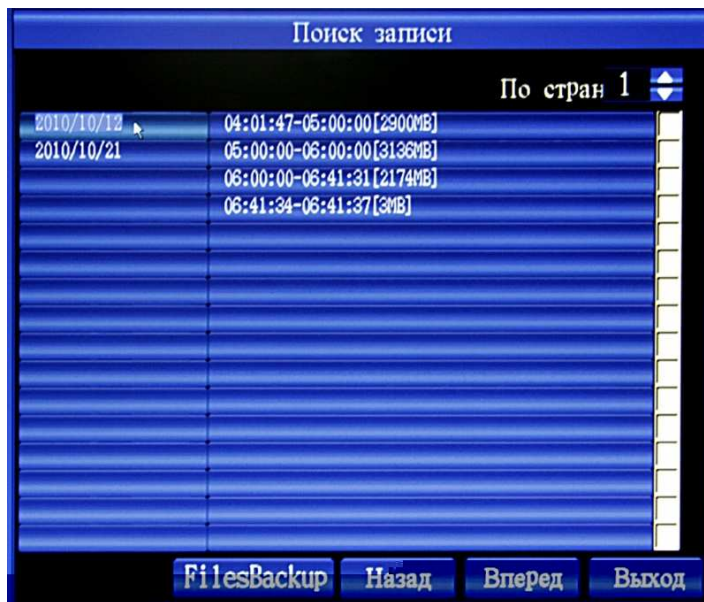 Поиск записи
По стран 1
2010/10/12 04:01:47-05:00:00[2900MB]
2010/10/21 05:00:00-06:00:00[3136MB]
06:00:00-06:41:31[2174MB]
06:41:34-06:41:37[3MB]
FilesBackup Назад Вперед Выход